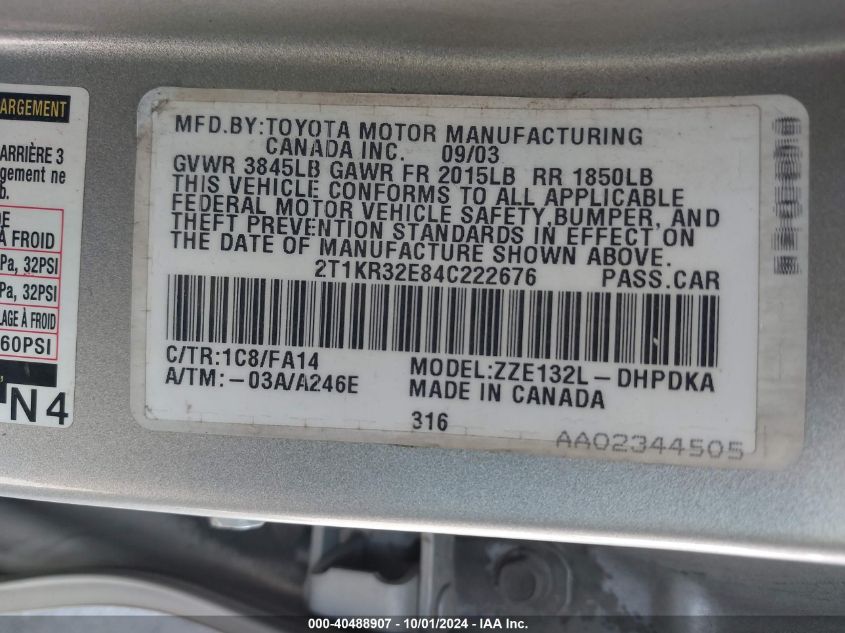 ARGEMENT
ARRIÈRE 3
gement ne
b.
DE
À FROID
Pa, 32PSI
Pa, 32PSI
LAGE À FROID
60PSI
N4
MFD.BY:TOYOTA MOTOR MANUFACTURING
CANADA INC. 09/03
GVWR 3845LB GAWR FR 2015LB RR 1850LB
THIS VEHICLE CONFORMS TO ALL APPLICABLE
FEDERAL MOTOR VEHICLE SAFETY,BUMPER, AND
THEFT PREVENTION STANDARDS IN EFFECT ON
THE DATE OF MANUFACTURE SHOWN ABOVE.
2T1KR32E84C222676 PASS.CAR
C/TR:1C8/FA14 MODEL:ZZE132L-DHPDKA
A/TM:-03A/A246E MADE IN CANADA
316
AA02344505
000-40488907 - 10/01/2024 - IAA Inc.